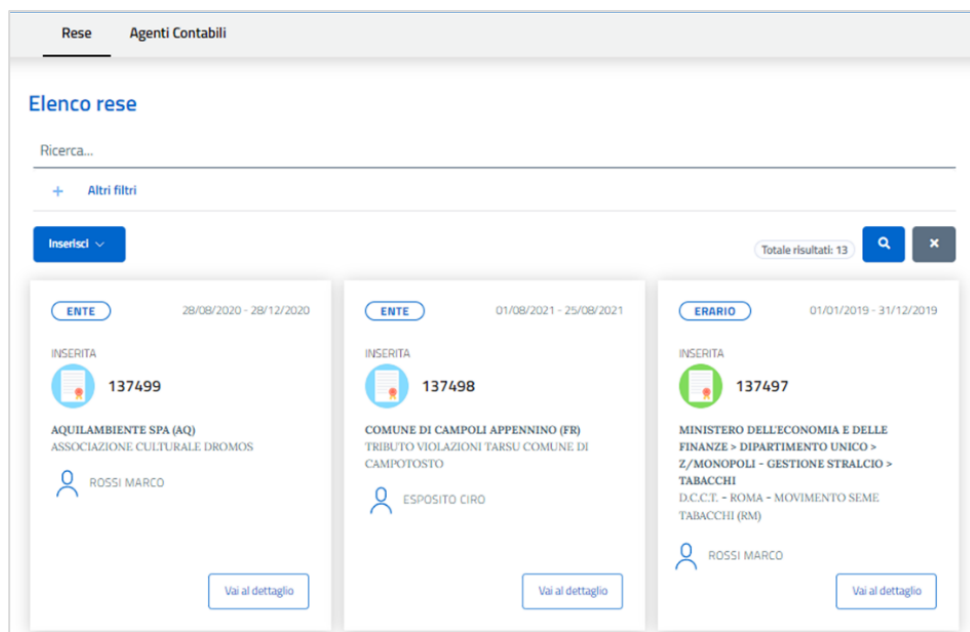 Rese Agenti Contabili
Elenco rese
Ricerca...
+ Altri filtri
Inserisci
Totale risultati: 13
ENTE 28/08/2020 - 28/12/2020
INSERITA
137499
AQUILAMBIENTE SPA (AQ)
ASSOCIAZIONE CULTURALE DROMOS
ROSSI MARCO
Vai al dettaglio
ENTE 01/08/2021 - 25/08/2021
INSERITA
137498
COMUNE DI CAMPOLI APPENNINO (FR)
TRIBUTO VIOLAZIONI TARSU COMUNE DI
CAMPOTOSTO
ESPOSITO CIRO
Vai al dettaglio
ERARIO 01/01/2019 - 31/12/2019
INSERITA
137497
MINISTERO DELL'ECONOMIA E DELLE
FINANZE > DIPARTIMENTO UNICO >
Z/MONOPOLI - GESTIONE STRALCIO >
TABACCHI
D.C.C.T. - ROMA - MOVIMENTO SEME
TABACCHI (RM)
ROSSI MARCO
Vai al dettaglio